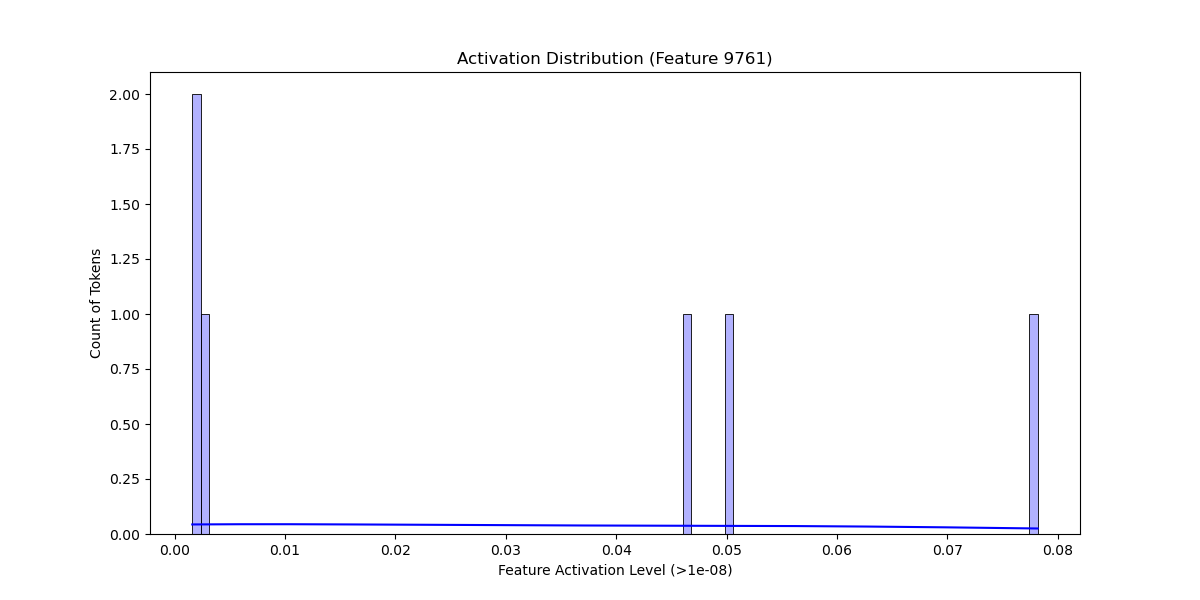 Activation Distribution (Feature 9761)
Count of Tokens
2.00
1.75
1.50
1.25
1.00
0.75
0.50
0.25
0.00
0.00 0.01 0.02 0.03 0.04 0.05 0.06 0.07 0.08
Feature Activation Level (>1e-08)